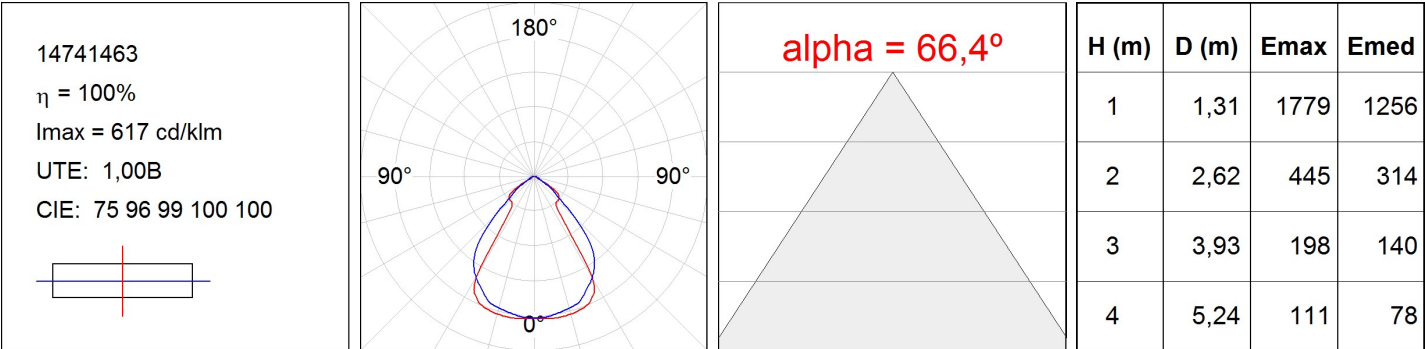 14741463
η = 100%
Imax = 617 cd/klm
UTE:  1,00B
CIE:  75 96 99 100 100
180°
90° 90°
0°
alpha = 66,4º
H (m) D (m) Emax Emed
1 1,31 1779 1256
2 2,62 445 314
3 3,93 198 140
4 5,24 111 78